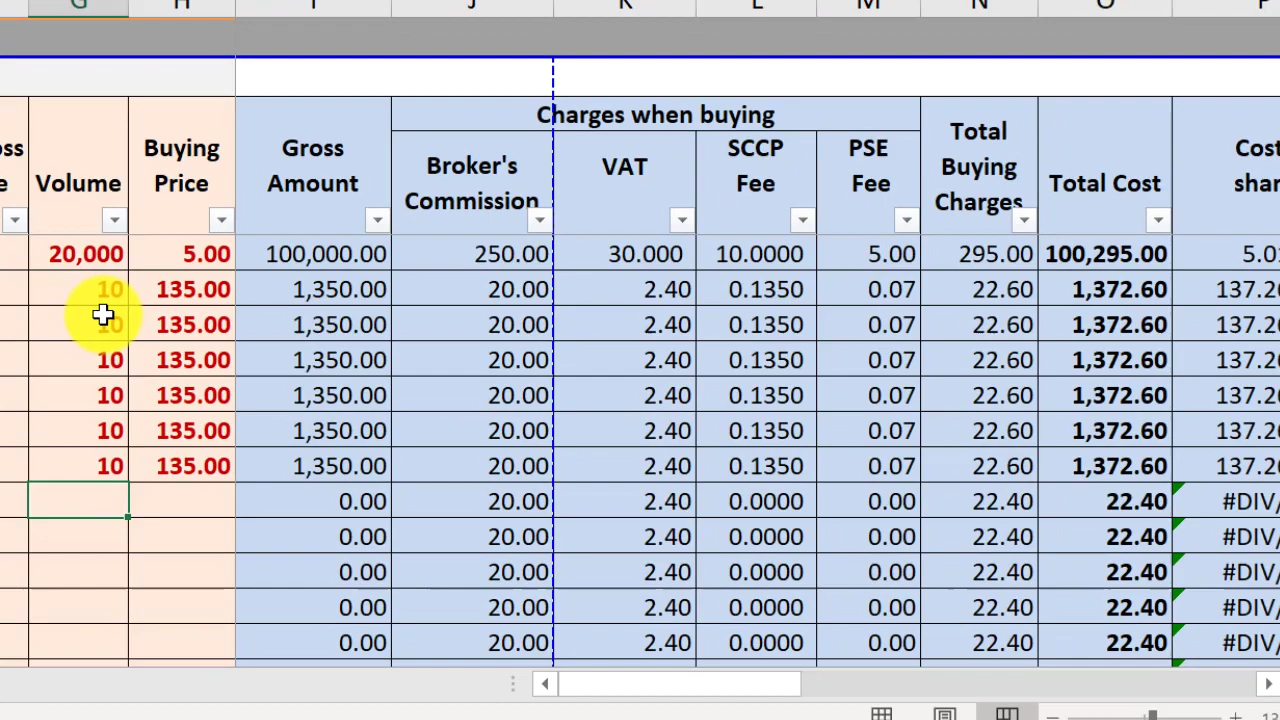 Charges when buying
Volume Buying Price Gross Amount Broker's Commission VAT SCCP Fee PSE Fee Total Buying Charges Total Cost
20,000 5.00 100,000.00 250.00 30.000 10.0000 5.00 295.00 100,295.00
10 135.00 1,350.00 20.00 2.40 0.1350 0.07 22.60 1,372.60
10 135.00 1,350.00 20.00 2.40 0.1350 0.07 22.60 1,372.60
10 135.00 1,350.00 20.00 2.40 0.1350 0.07 22.60 1,372.60
10 135.00 1,350.00 20.00 2.40 0.1350 0.07 22.60 1,372.60
10 135.00 1,350.00 20.00 2.40 0.1350 0.07 22.60 1,372.60
10 135.00 1,350.00 20.00 2.40 0.1350 0.07 22.60 1,372.60
0.00 20.00 2.40 0.0000 0.00 22.40 22.40 #DIV/
0.00 20.00 2.40 0.0000 0.00 22.40 22.40 #DIV/
0.00 20.00 2.40 0.0000 0.00 22.40 22.40 #DIV/
0.00 20.00 2.40 0.0000 0.00 22.40 22.40 #DIV/
0.00 20.00 2.40 0.0000 0.00 22.40 22.40 #DIV/